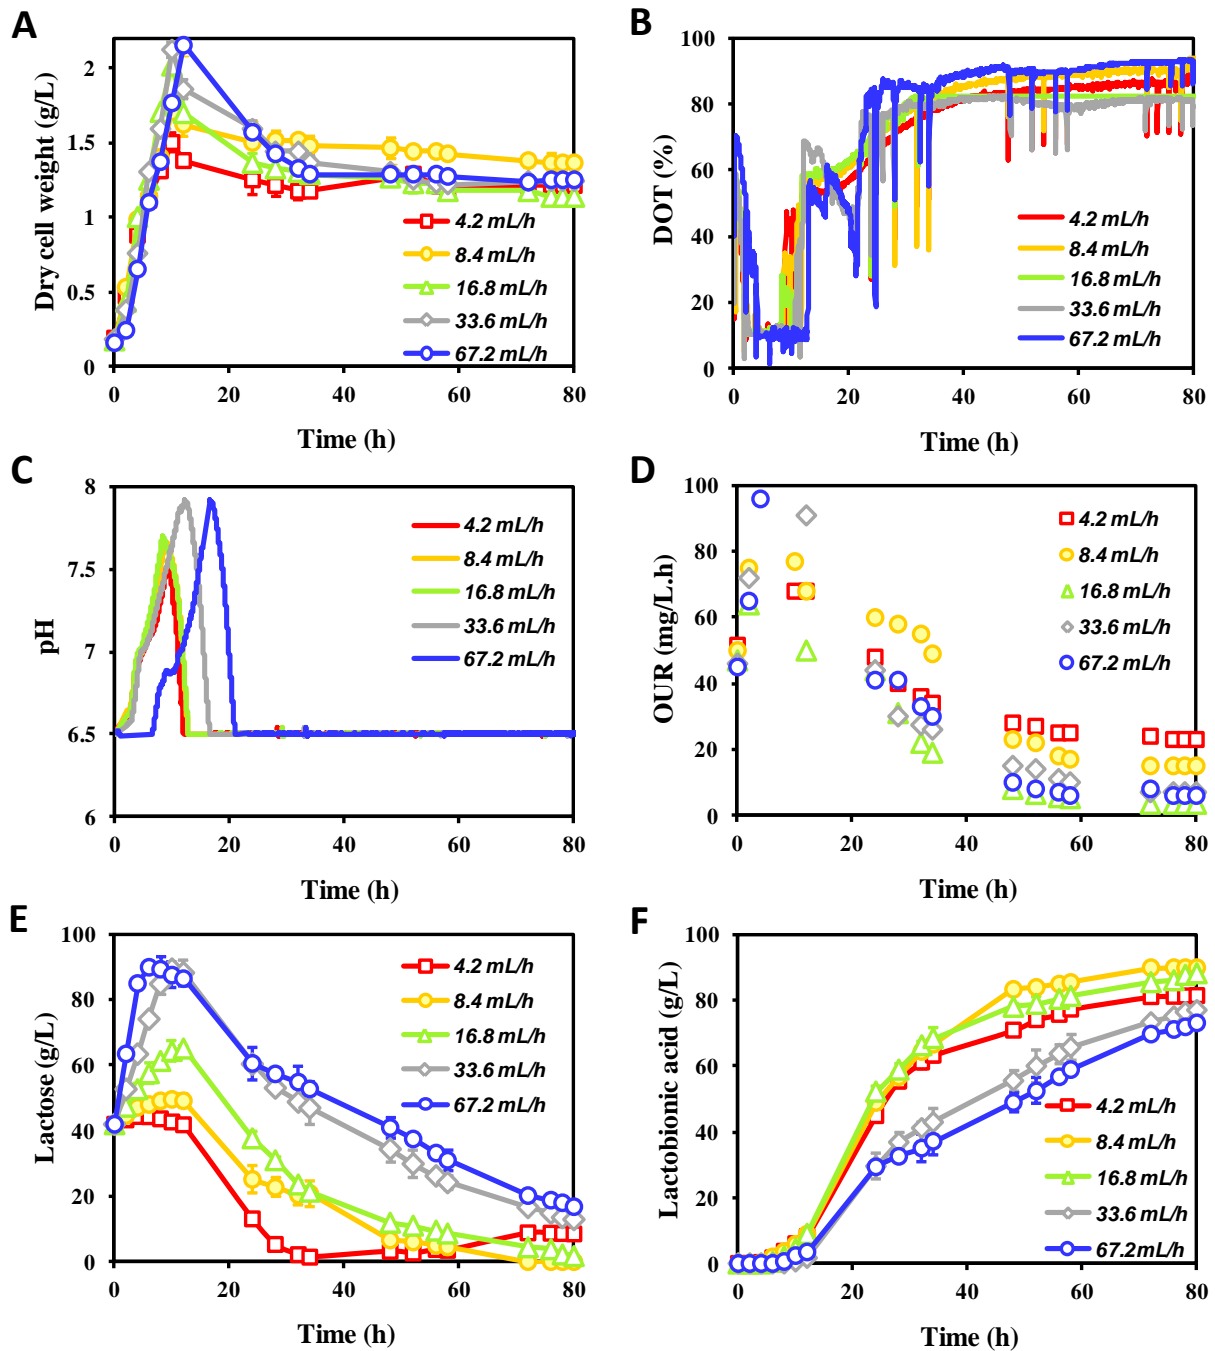 A
Dry cell weight (g/L)
2
1.5
1
0.5
0
0 20 40 60 80
Time (h)
4.2 mL/h
8.4 mL/h
16.8 mL/h
33.6 mL/h
67.2 mL/h
B
DOT (%)
100
80
60
40
20
0
0 20 40 60 80
Time (h)
4.2 mL/h
8.4 mL/h
16.8 mL/h
33.6 mL/h
67.2 mL/h
C
pH
8
7.5
7
6.5
6
0 20 40 60 80
Time (h)
4.2 mL/h
8.4 mL/h
16.8 mL/h
33.6 mL/h
67.2 mL/h
D
OUR (mg/L.h)
100
80
60
40
20
0
0 20 40 60 80
Time (h)
4.2 mL/h
8.4 mL/h
16.8 mL/h
33.6 mL/h
67.2 mL/h
E
Lactose (g/L)
100
80
60
40
20
0
0 20 40 60 80
Time (h)
4.2 mL/h
8.4 mL/h
16.8 mL/h
33.6 mL/h
67.2 mL/h
F
Lactobionic acid (g/L)
100
80
60
40
20
0
0 20 40 60 80
Time (h)
4.2 mL/h
8.4 mL/h
16.8 mL/h
33.6 mL/h
67.2mL/h